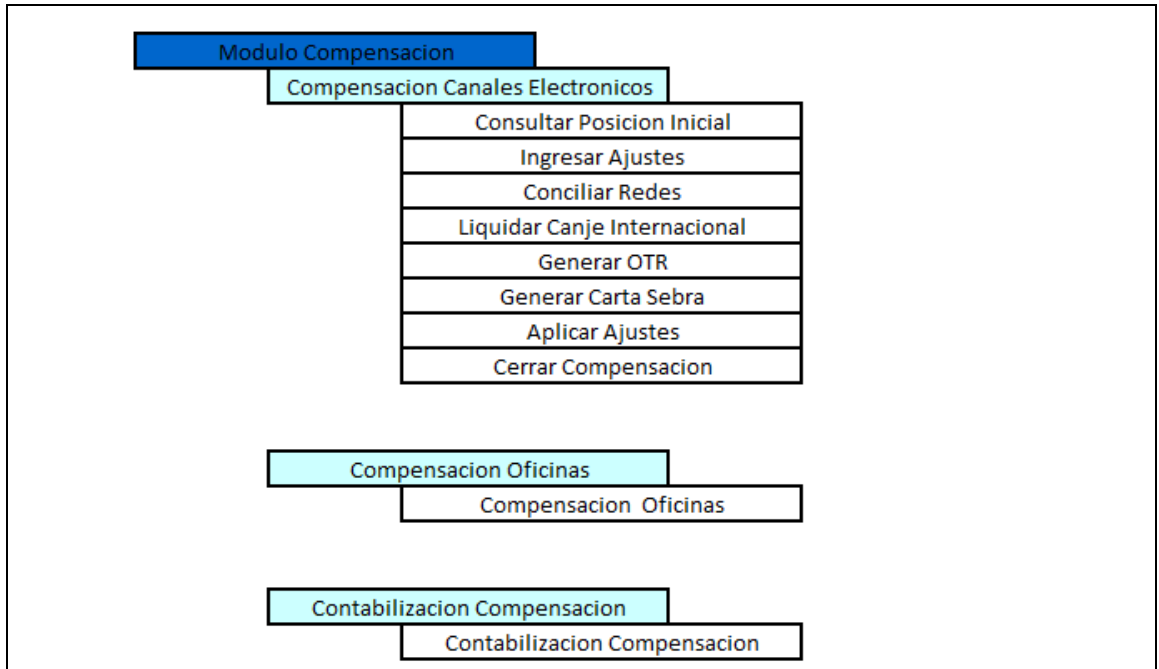 Modulo Compensacion
Compensacion Canales Electronicos
Consultar Posicion Inicial
Ingresar Ajustes
Conciliar Redes
Liquidar Canje Internacional
Generar OTR
Generar Carta Sebra
Aplicar Ajustes
Cerrar Compensacion
Compensacion Oficinas
Compensacion Oficinas
Contabilizacion Compensacion
Contabilizacion Compensacion